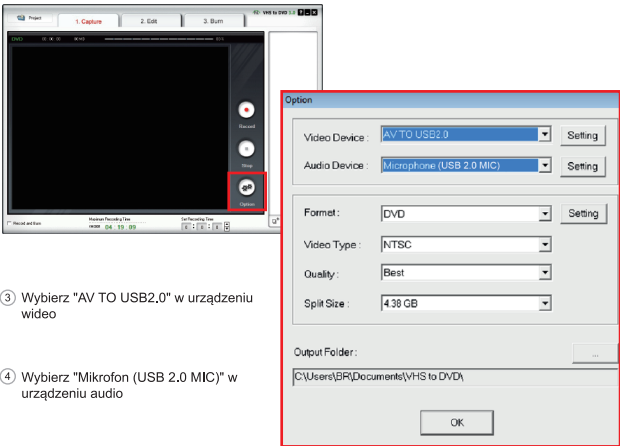 Project
1. Capture
2. Edit
3. Burn
VHS to DVD
DVD
Record
Stop
Option
Record and Burn
Maximum Recording Time
04 : 19 : 09
Set Recording Time
Option
Video Device :
AV TO USB2.0
Setting
Audio Device :
Microphone (USB 2.0 MIC)
Setting
Format :
DVD
Setting
Video Type :
NTSC
Quality :
Best
Split Size :
4.38 GB
Output Folder :
...
C:\Users\BR\Documents\VHS to DVD\
OK
3 Wybierz "AV TO USB2.0" w urządzeniu
wideo
4 Wybierz "Mikrofon (USB 2.0 MIC)" w
urządzeniu audio